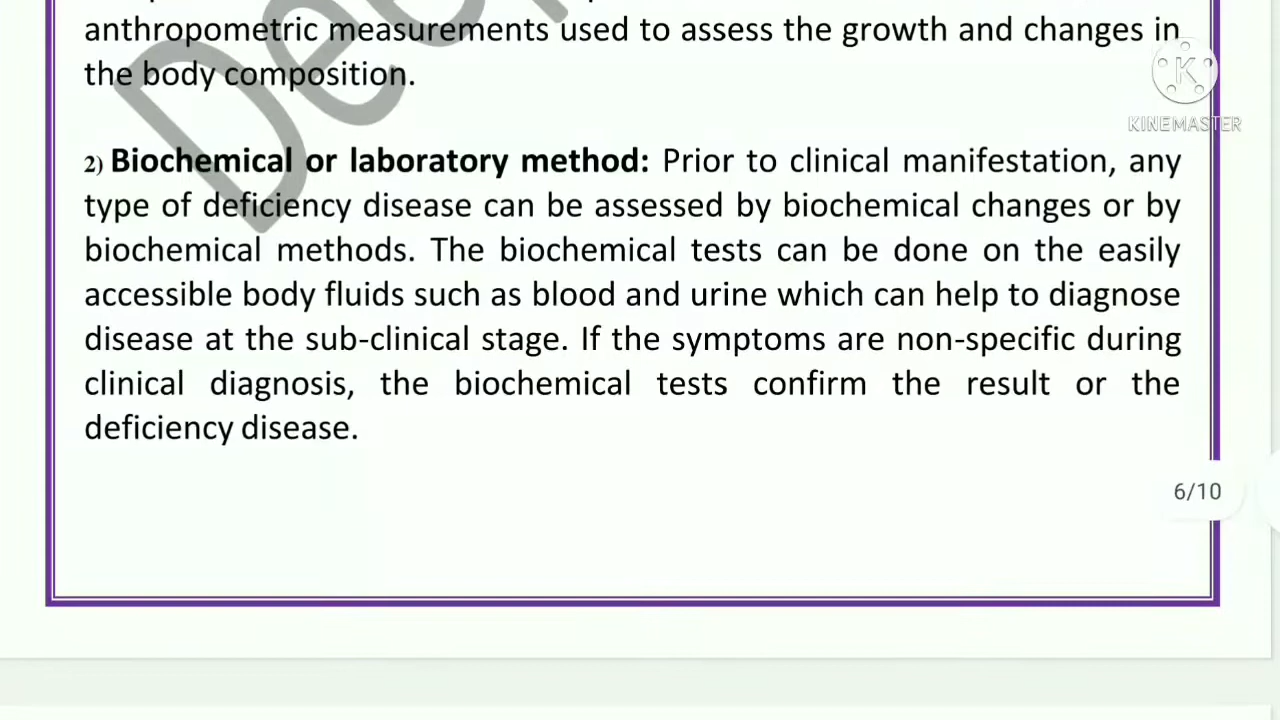 anthropometric measurements used to assess the growth and changes in
the body composition.
KINEMASTER
2) Biochemical or laboratory method: Prior to clinical manifestation, any
type of deficiency disease can be assessed by biochemical changes or by
biochemical methods. The biochemical tests can be done on the easily
accessible body fluids such as blood and urine which can help to diagnose
disease at the sub-clinical stage. If the symptoms are non-specific during
clinical diagnosis, the biochemical tests confirm the result or the
deficiency disease.
6/10